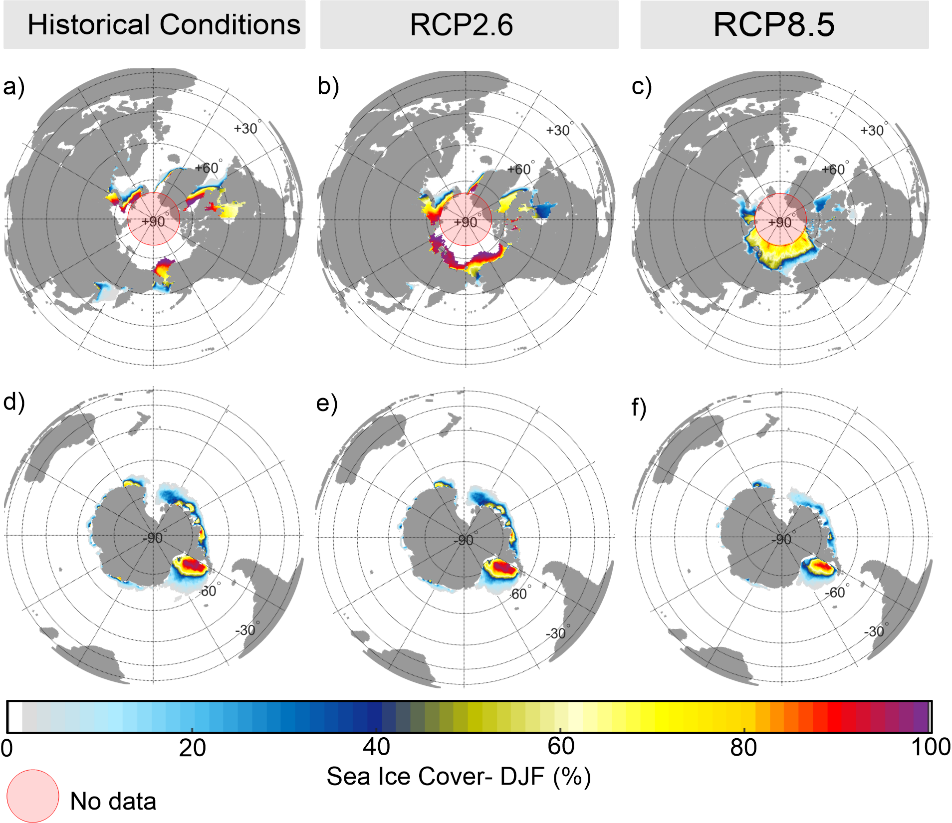 Historical Conditions
RCP2.6
RCP8.5
a)
b)
c)
+30°
+60°
+90°
+30°
+60°
+90°
+30°
+60°
+90°
d)
e)
f)
-90
-60°
-30°
-90
-60°
-30°
-90
-60°
-30°
0 20 40 60 80 100
Sea Ice Cover- DJF (%)
No data